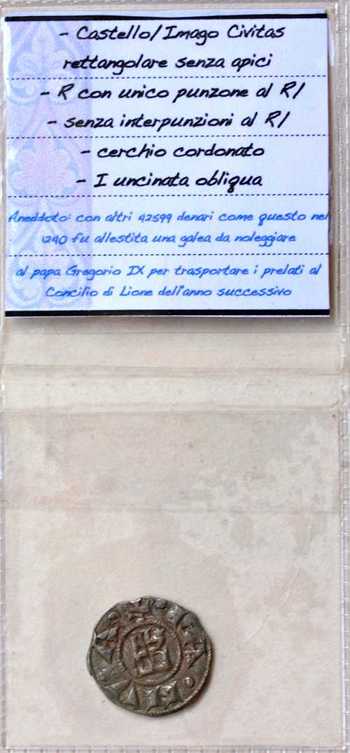 - Castello/Imago Civitas
rettangolare senza apici
- R con unico punzone al R/
- senza interpunzioni al R/
- cerchio cordonato
- I uncinata obliqua
Aneddoto: con altri 42599 denari come questo nel
1240 fu allestita una galea da noleggiare
al papa Gregorio IX per trasportare i prelati al
Concilio di Lione dell'anno successivo